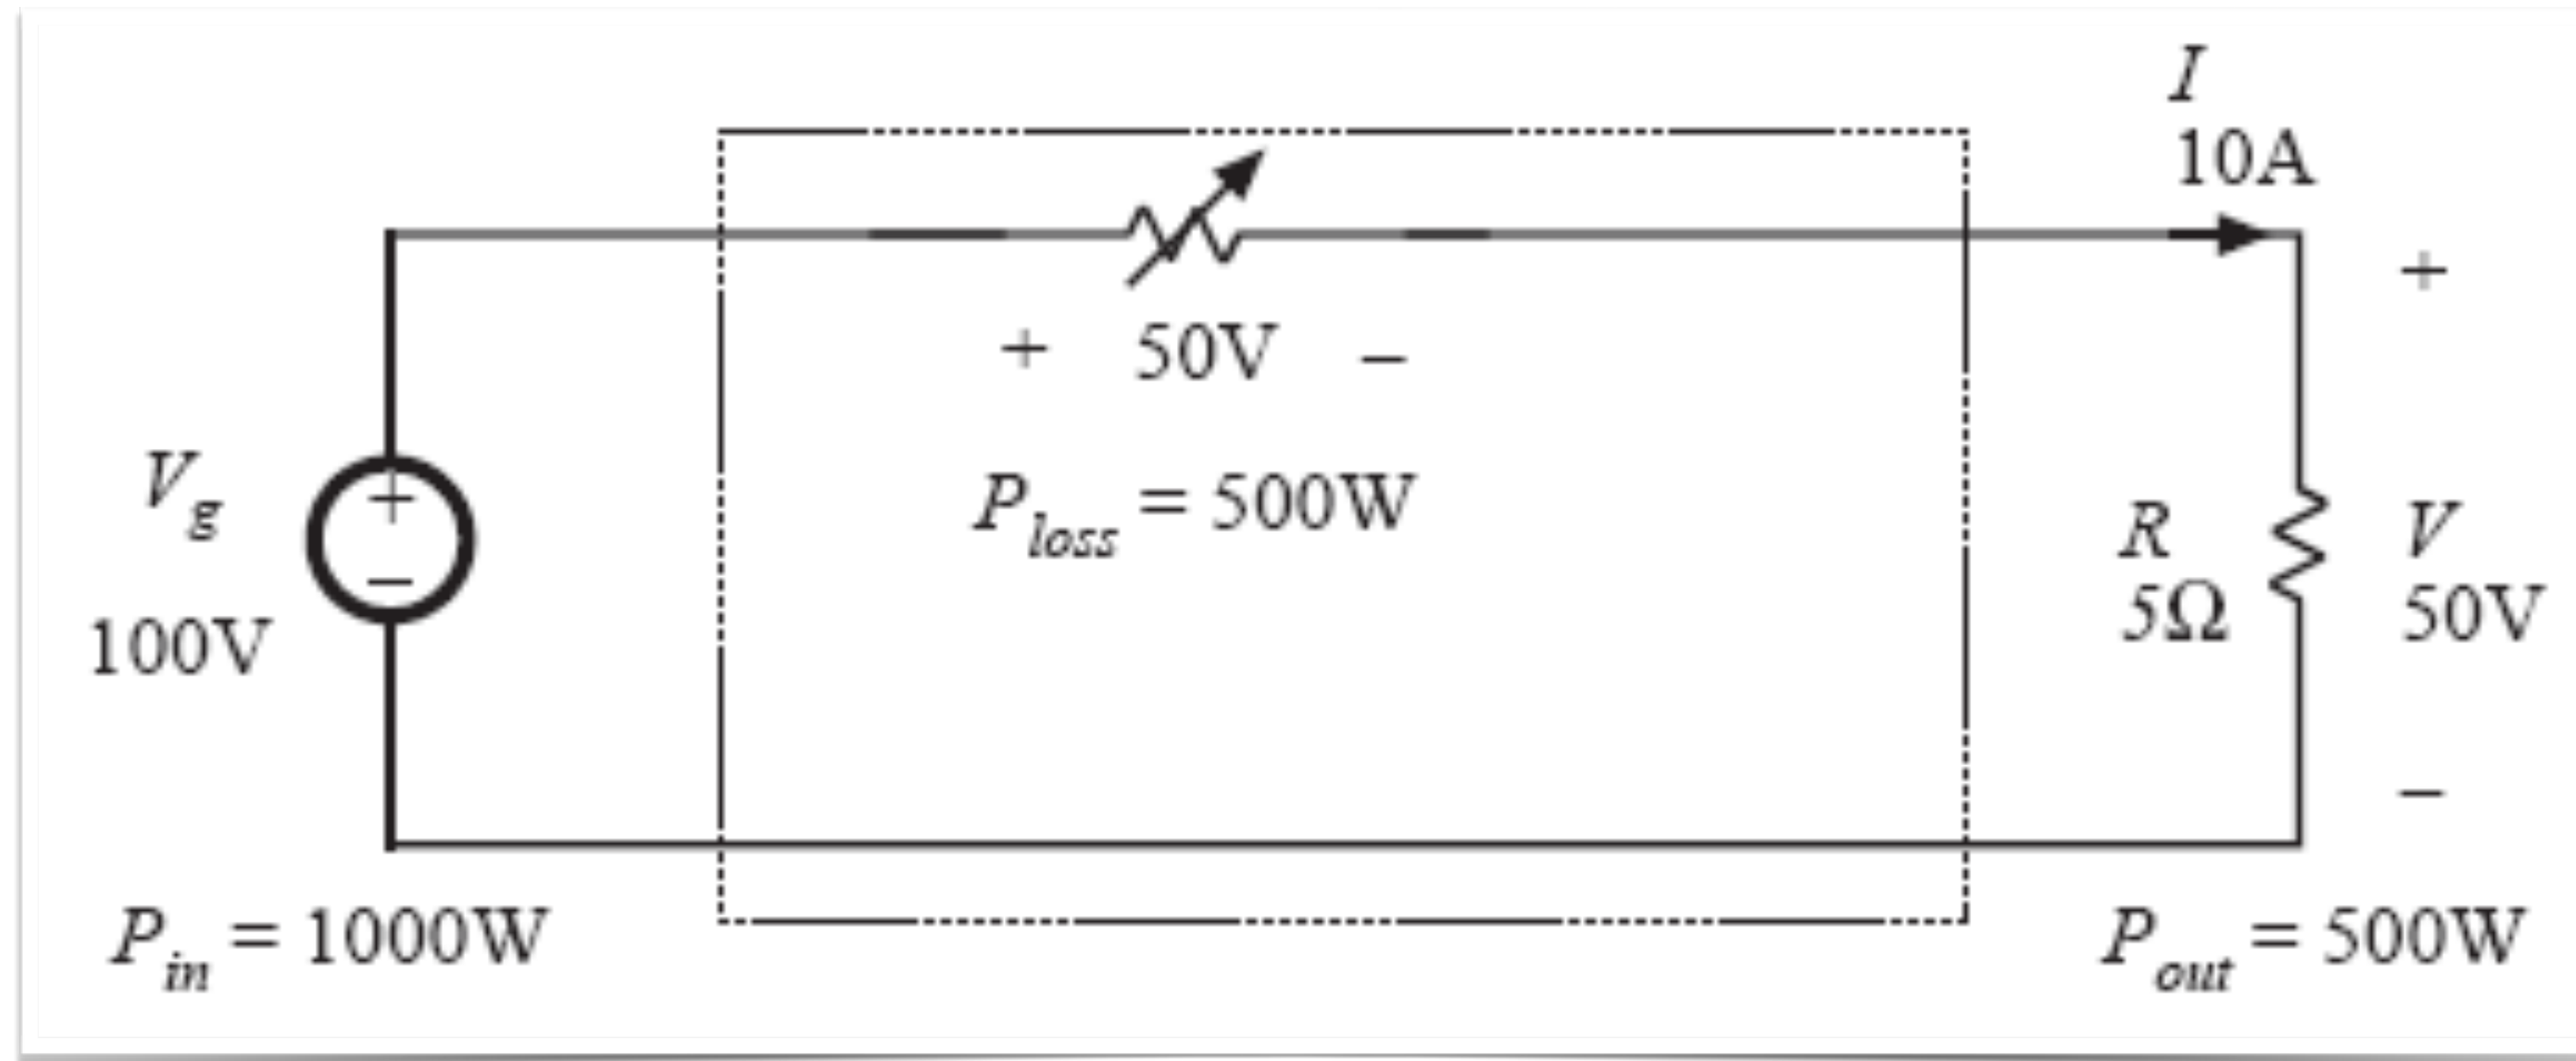 I
10A
+
+ 50V −
V_g
+
−
100V
P_loss = 500W
R
5Ω
V
50V
−
P_in = 1000W
P_out = 500W